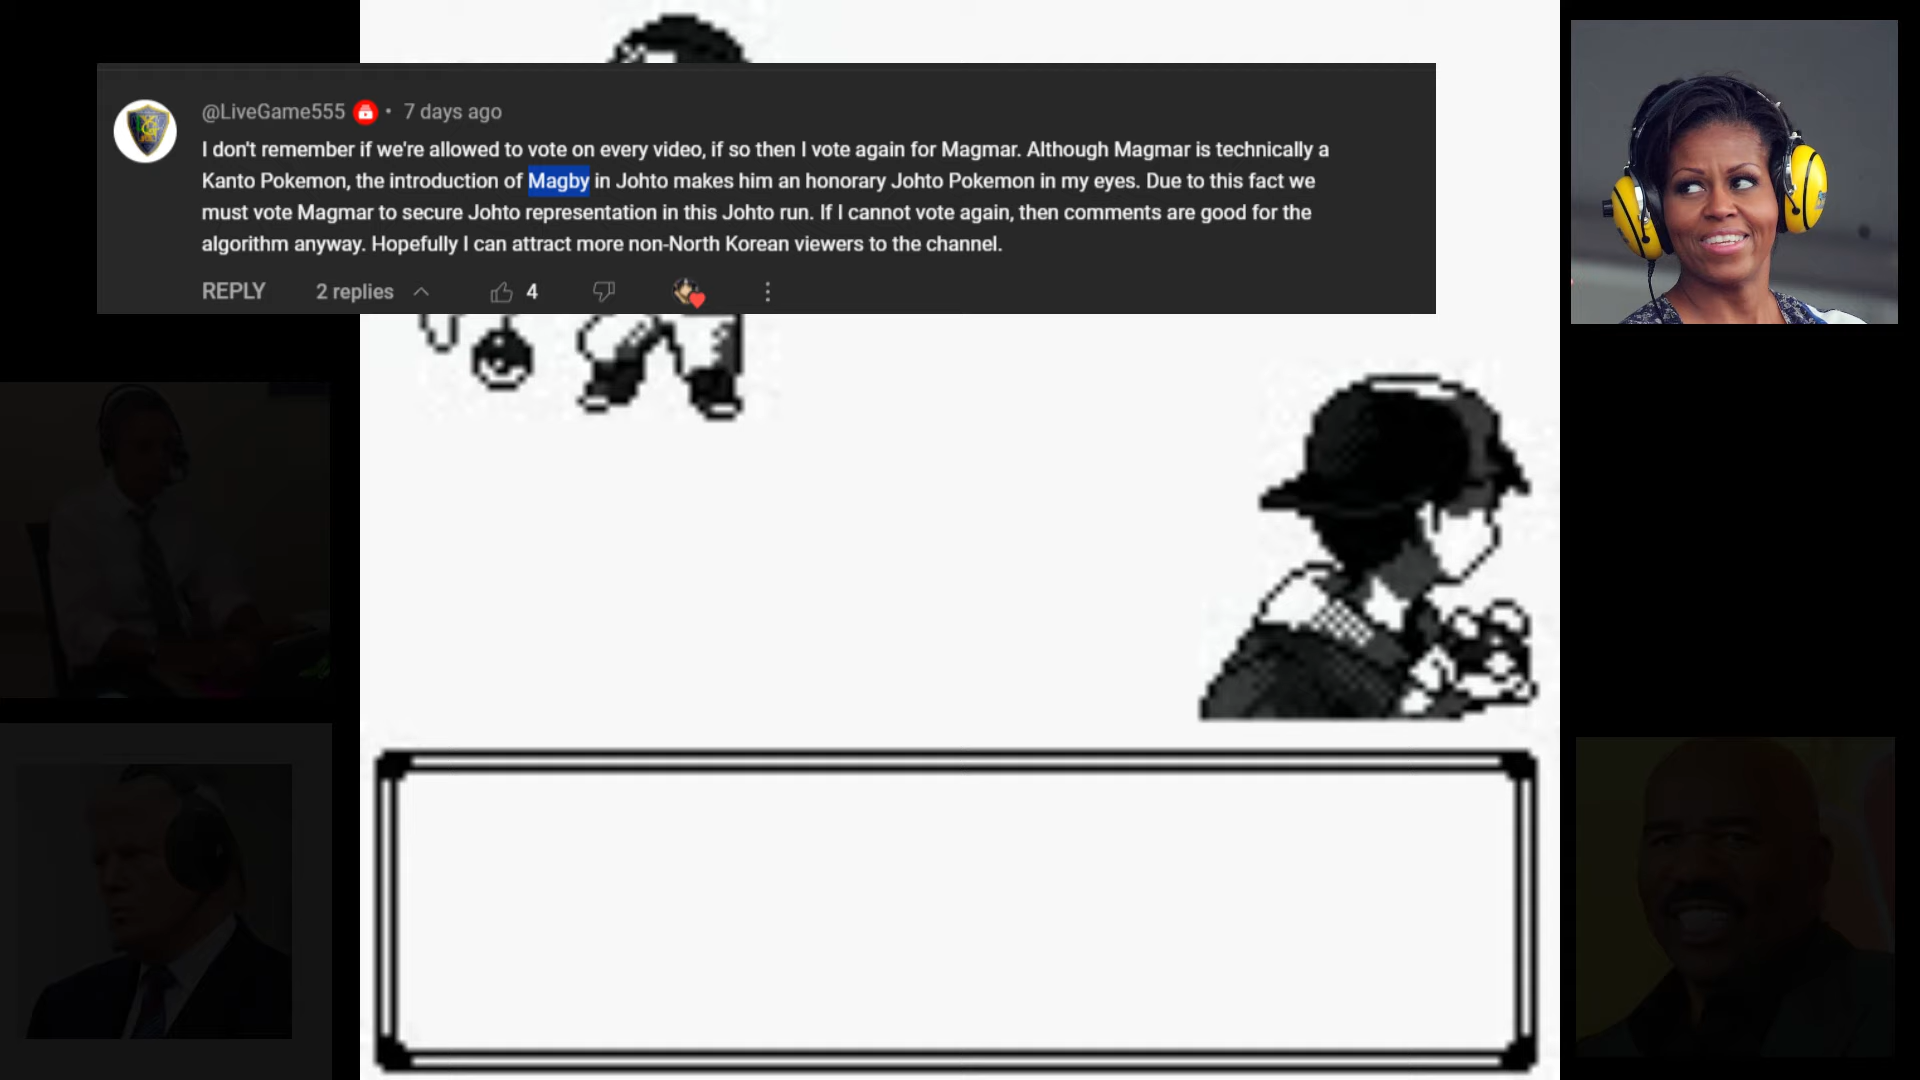 @LiveGame555 • 7 days ago
I don't remember if we're allowed to vote on every video, if so then I vote again for Magmar. Although Magmar is technically a
Kanto Pokemon, the introduction of Magby in Johto makes him an honorary Johto Pokemon in my eyes. Due to this fact we
must vote Magmar to secure Johto representation in this Johto run. If I cannot vote again, then comments are good for the
algorithm anyway. Hopefully I can attract more non-North Korean viewers to the channel.
REPLY 2 replies 4